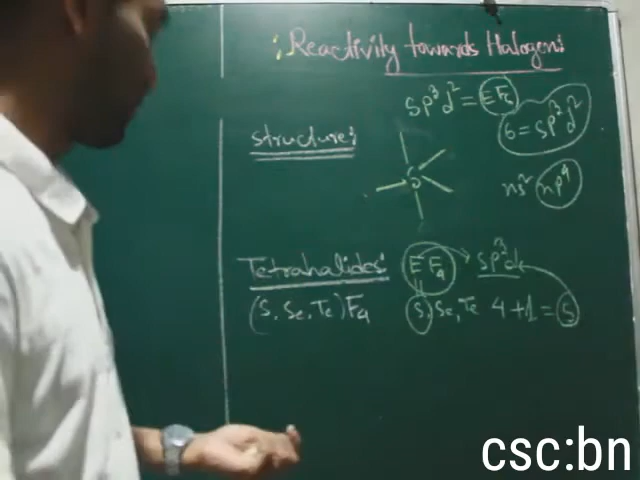 : Reactivity towards Halogen:
sp³d² = EF₆
6 = sp³d²
structure:
S
ns² np⁴
Tetrahalides: EF₄ sp³d
(S, Se, Te)F₄ S, Se, Te 4+1 = 5
csc:bn